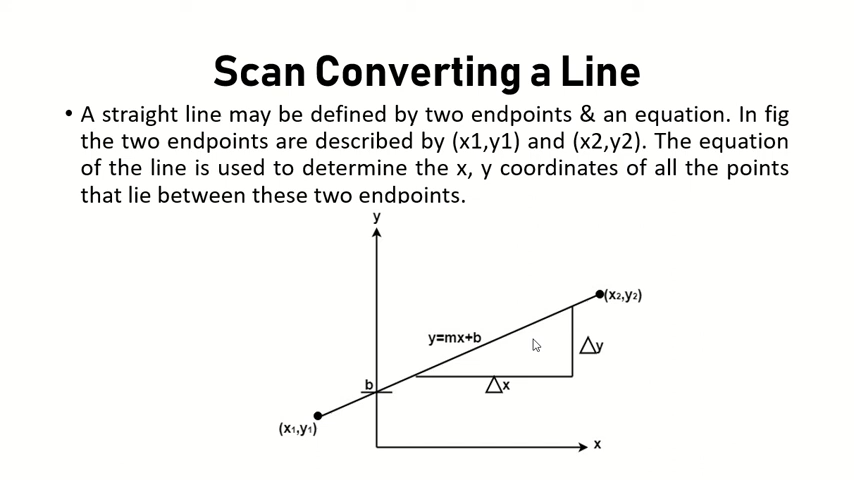 Scan Converting a Line
• A straight line may be defined by two endpoints & an equation. In fig
the two endpoints are described by (x1,y1) and (x2,y2). The equation
of the line is used to determine the x, y coordinates of all the points
that lie between these two endpoints.
y
(x₂,y₂)
y=mx+b
△y
b
△x
(x₁,y₁)
x